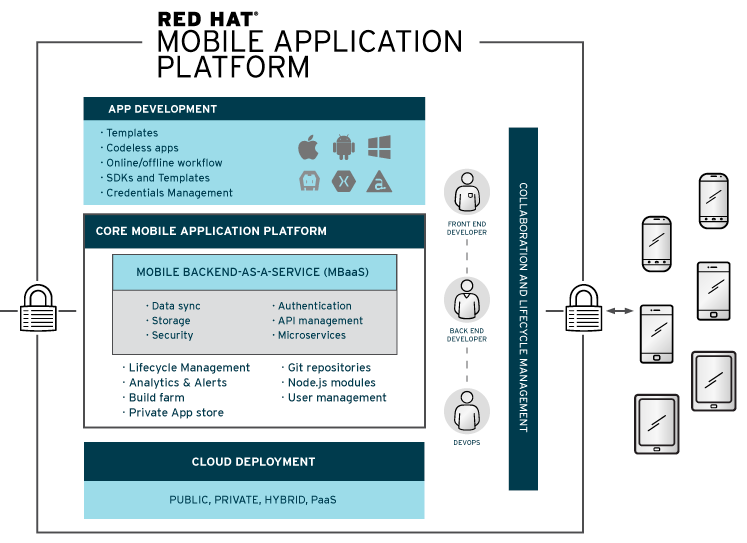 RED HAT®
MOBILE APPLICATION
PLATFORM
APP DEVELOPMENT
· Templates
· Codeless apps
· Online/offline workflow
· SDKs and Templates
· Credentials Management
CORE MOBILE APPLICATION PLATFORM
MOBILE BACKEND-AS-A-SERVICE (MBaaS)
· Data sync
· Storage
· Security
· Authentication
· API management
· Microservices
· Lifecycle Management
· Analytics & Alerts
· Build farm
· Private App store
· Git repositories
· Node.js modules
· User management
CLOUD DEPLOYMENT
PUBLIC, PRIVATE, HYBRID, PaaS
FRONT END
DEVELOPER
BACK END
DEVELOPER
DEVOPS
COLLABORATION AND LIFECYCLE MANAGEMENT